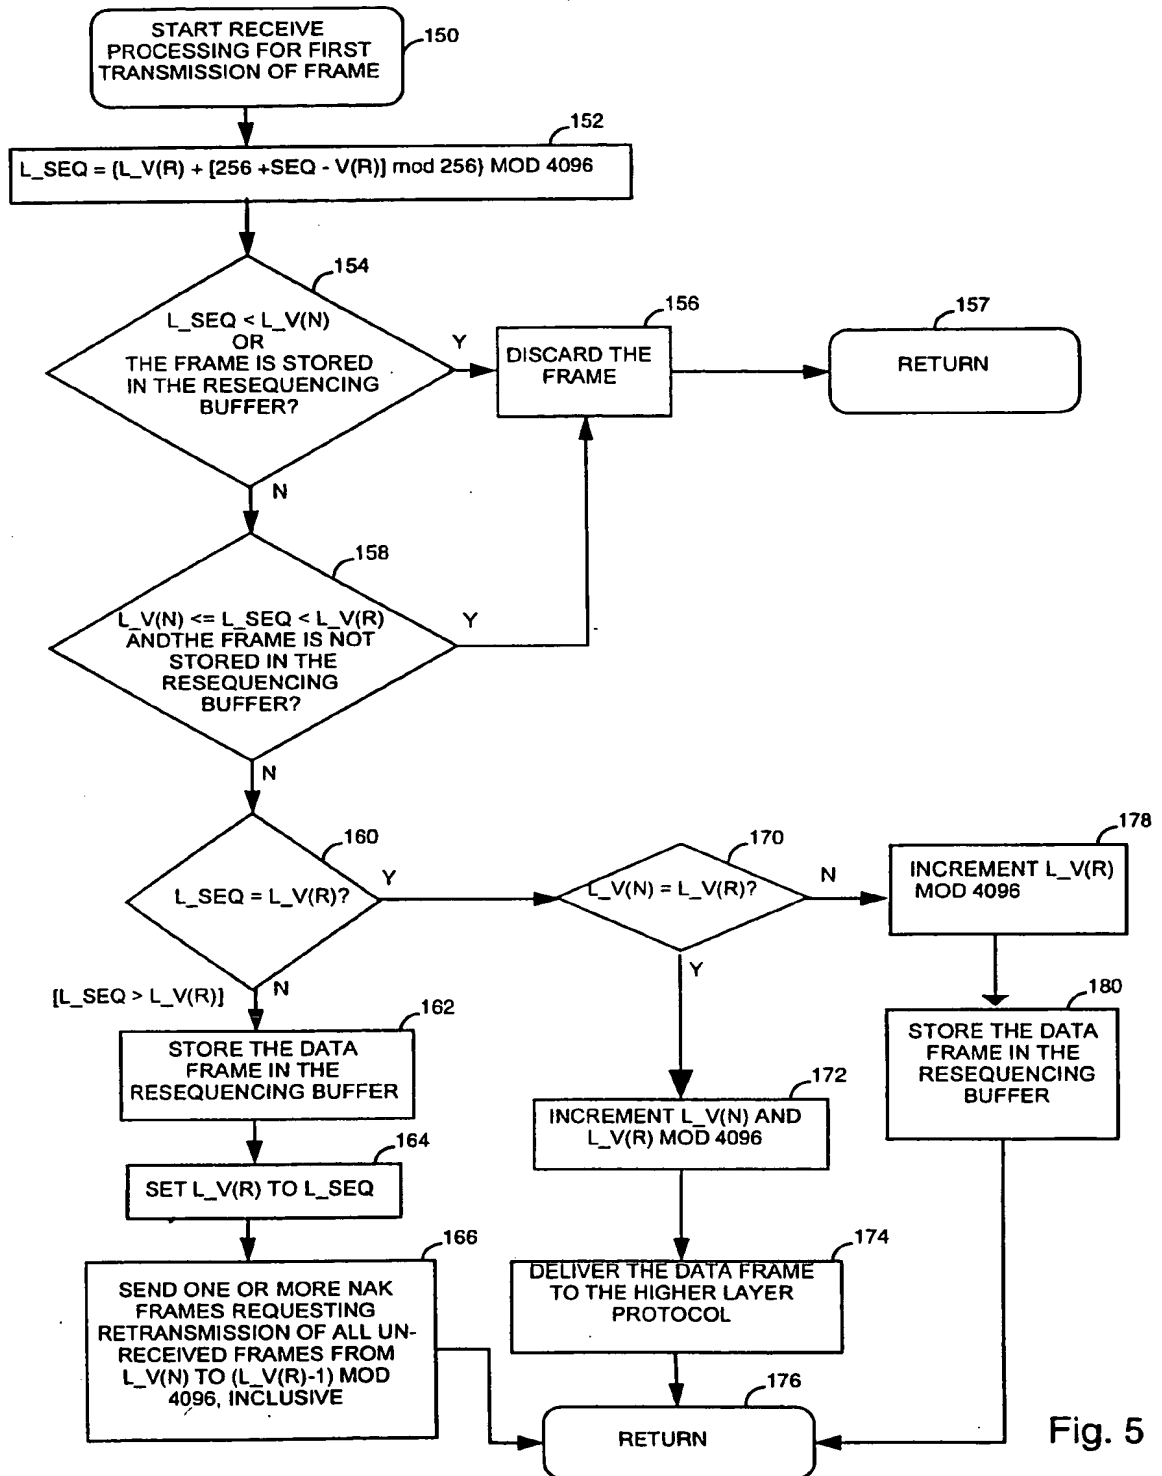 START RECEIVE
PROCESSING FOR FIRST
TRANSMISSION OF FRAME
150
152
L_SEQ = {L_V(R) + [256 +SEQ - V(R)] mod 256} MOD 4096
154
L_SEQ < L_V(N)
OR
THE FRAME IS STORED
IN THE RESEQUENCING
BUFFER?
Y
156
DISCARD THE
FRAME
157
RETURN
N
158
L_V(N) <= L_SEQ < L_V(R)
ANDTHE FRAME IS NOT
STORED IN THE
RESEQUENCING
BUFFER?
Y
N
160
L_SEQ = L_V(R)?
Y
170
L_V(N) = L_V(R)?
N
178
INCREMENT L_V(R)
MOD 4096
[L_SEQ > L_V(R)]
N
Y
162
STORE THE DATA
FRAME IN THE
RESEQUENCING BUFFER
180
STORE THE DATA
FRAME IN THE
RESEQUENCING
BUFFER
172
INCREMENT L_V(N) AND
L_V(R) MOD 4096
164
SET L_V(R) TO L_SEQ
166
SEND ONE OR MORE NAK
FRAMES REQUESTING
RETRANSMISSION OF ALL UN-
RECEIVED FRAMES FROM
L_V(N) TO (L_V(R)-1) MOD
4096, INCLUSIVE
174
DELIVER THE DATA FRAME
TO THE HIGHER LAYER
PROTOCOL
176
RETURN
Fig. 5